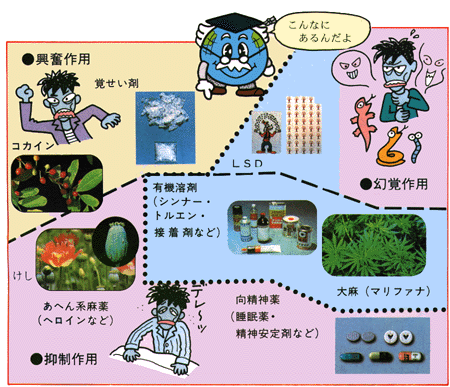 こんなに
あるんだよ
●興奮作用
覚せい剤
コカイン
LSD
●幻覚作用
有機溶剤
(シンナー・
トルエン・
接着剤など)
大麻(マリファナ)
けし
あへん系麻薬
(ヘロインなど)
デレ〜ッ
向精神薬
(睡眠薬・
精神安定剤など)
●抑制作用